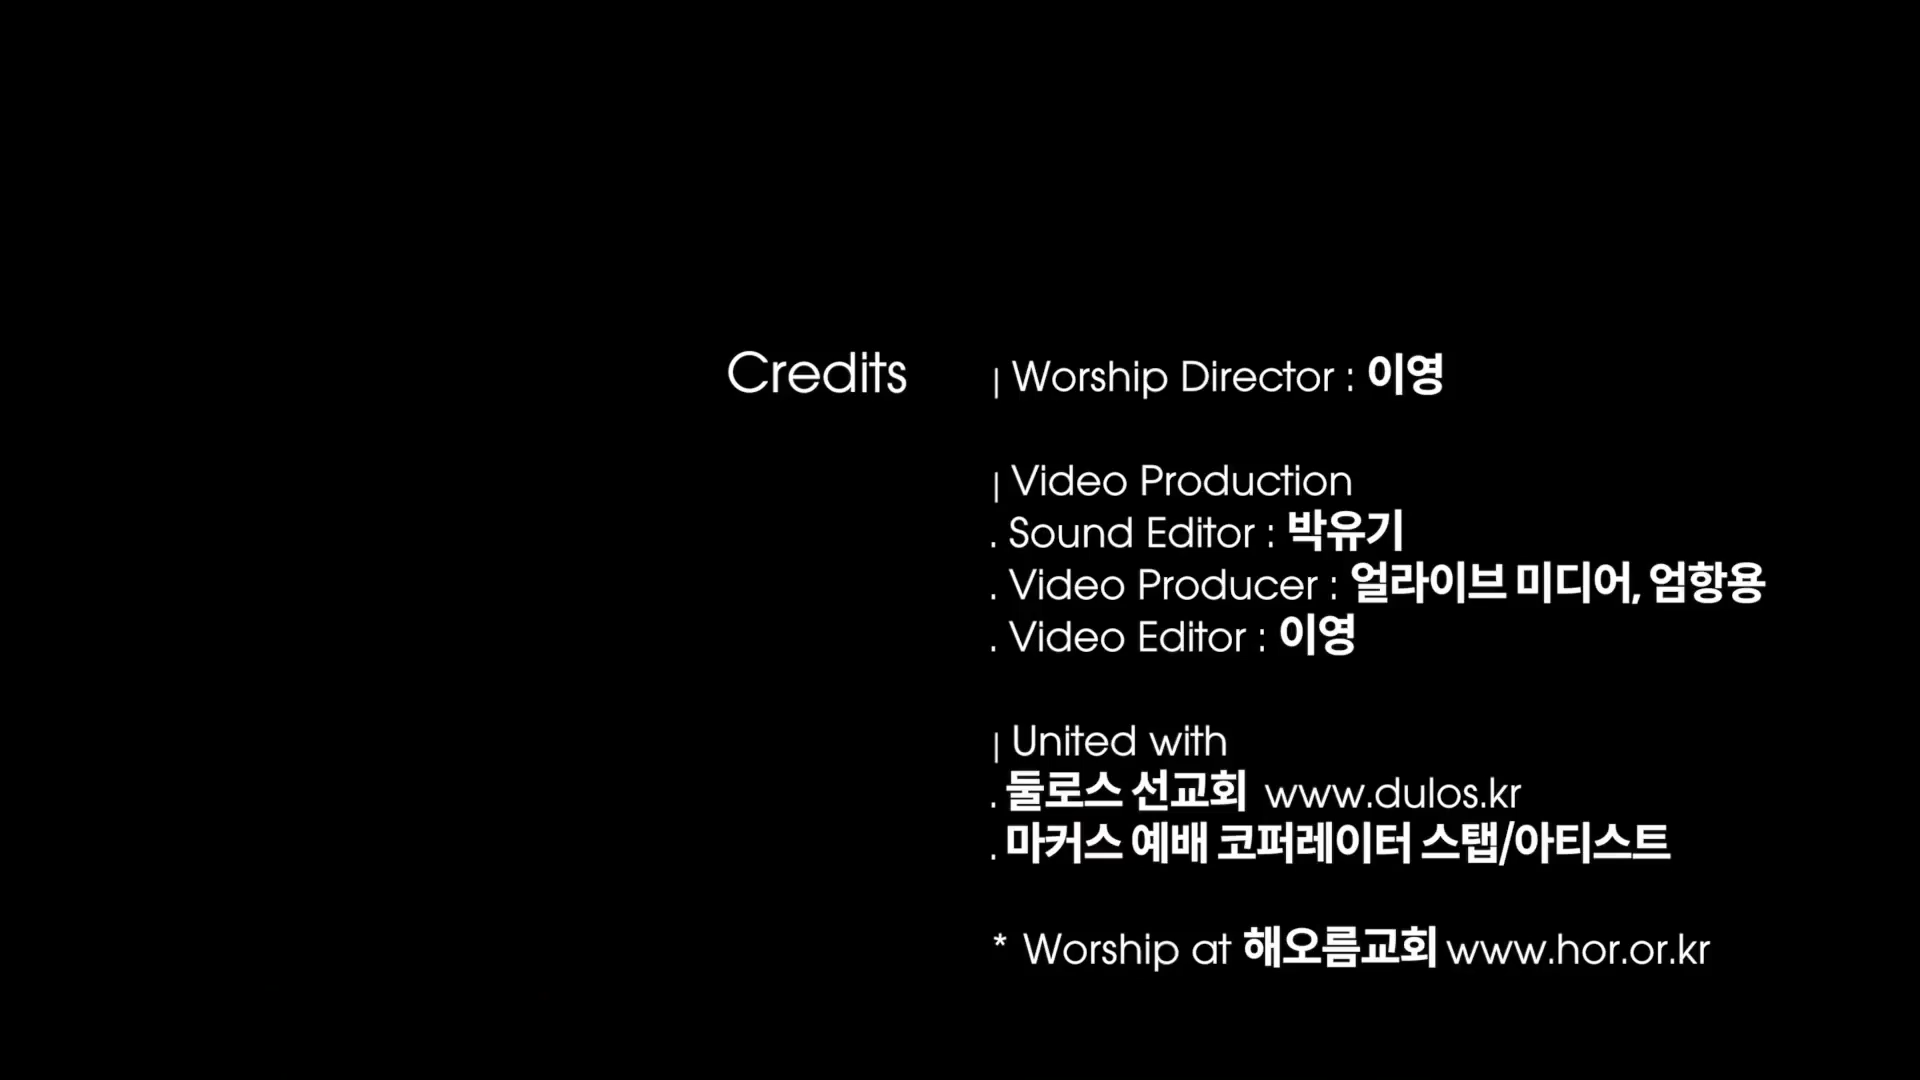 Credits
| Worship Director : 이영
| Video Production
. Sound Editor : 박유기
. Video Producer : 얼라이브 미디어, 엄항용
. Video Editor : 이영
| United with
. 둘로스 선교회 www.dulos.kr
. 마커스 예배 코퍼레이터 스탭/아티스트
* Worship at 해오름교회 www.hor.or.kr